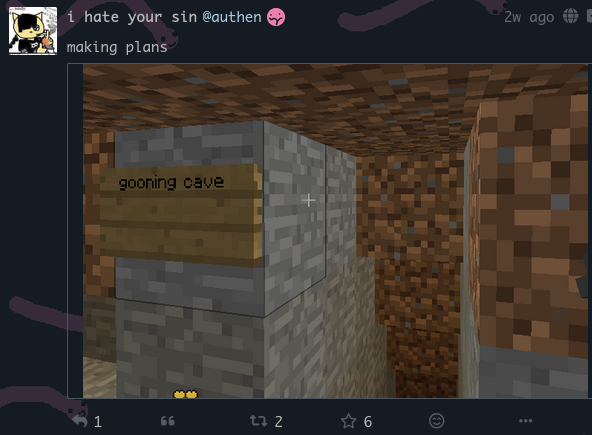 i hate your sin @authen
2w ago
making plans
gooning cave
1
2
6